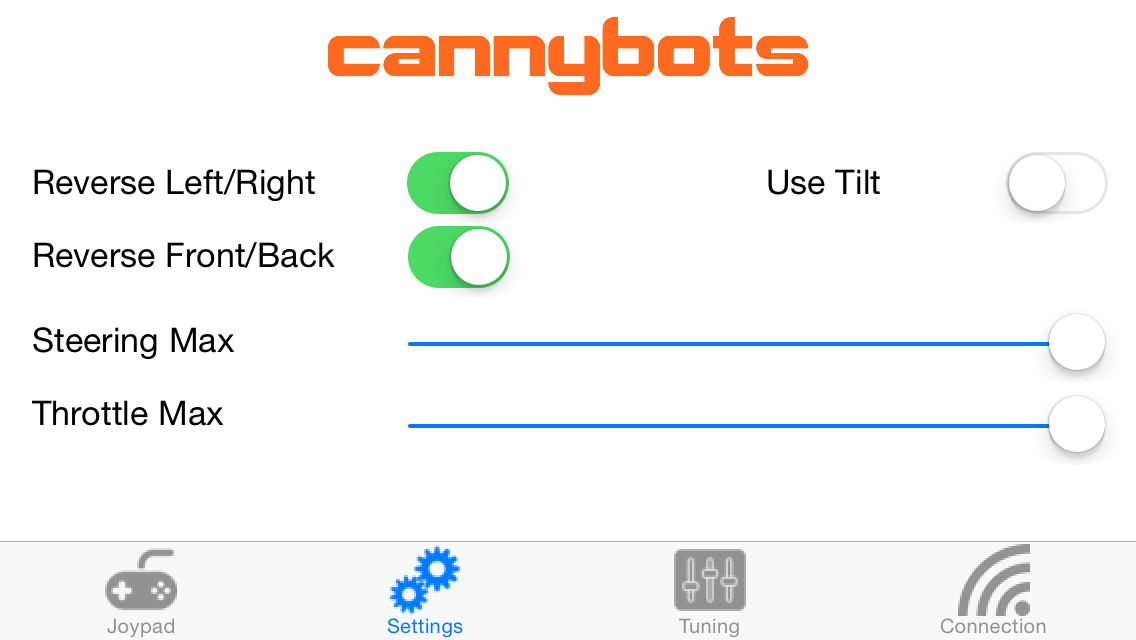 cannybots
Reverse Left/Right
Use Tilt
Reverse Front/Back
Steering Max
Throttle Max
Joypad
Settings
Tuning
Connection